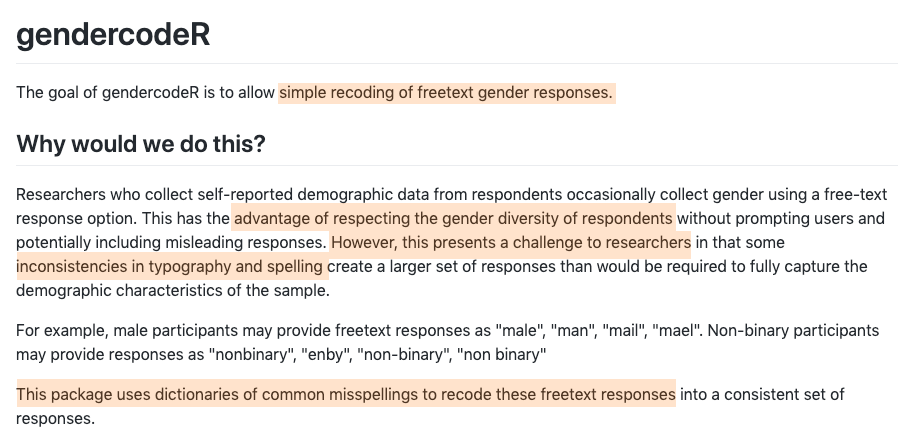 gendercodeR
The goal of gendercodeR is to allow simple recoding of freetext gender responses.
Why would we do this?
Researchers who collect self-reported demographic data from respondents occasionally collect gender using a free-text
response option. This has the advantage of respecting the gender diversity of respondents without prompting users and
potentially including misleading responses. However, this presents a challenge to researchers in that some
inconsistencies in typography and spelling create a larger set of responses than would be required to fully capture the
demographic characteristics of the sample.
For example, male participants may provide freetext responses as "male", "man", "mail", "mael". Non-binary participants
may provide responses as "nonbinary", "enby", "non-binary", "non binary"
This package uses dictionaries of common misspellings to recode these freetext responses into a consistent set of
responses.